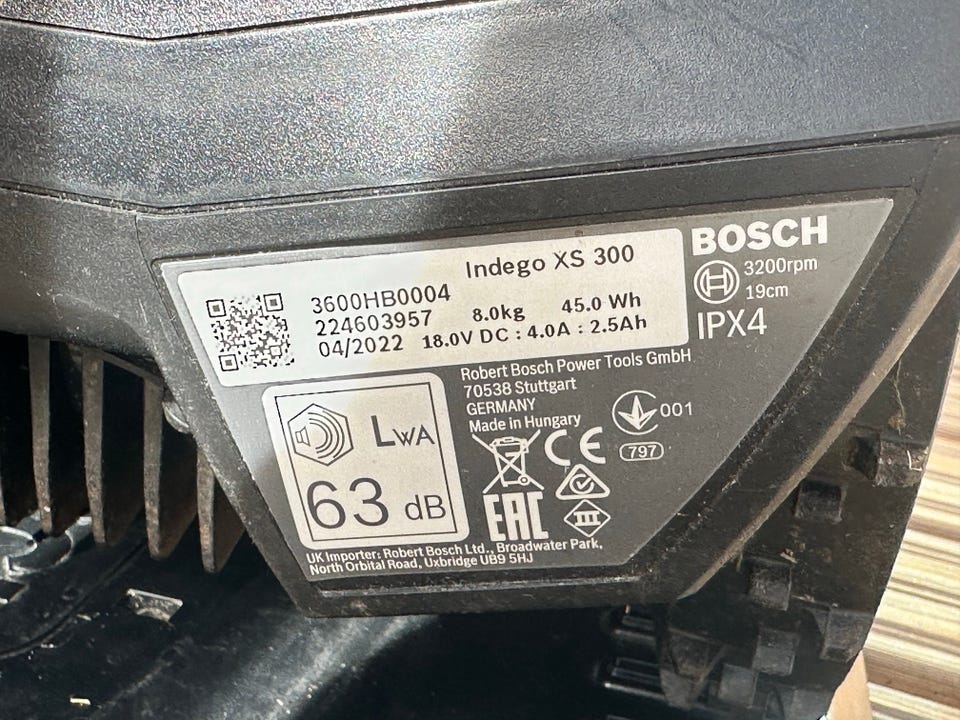 Indego XS 300
3600HB0004
224603957 8.0kg 45.0 Wh
04/2022 18.0V DC : 4.0A : 2.5Ah
BOSCH
3200rpm
19cm
IPX4
Robert Bosch Power Tools GmbH
70538 Stuttgart
GERMANY
Made in Hungary
001
797
CE
EAC
III
LWA
63 dB
UK Importer: Robert Bosch Ltd., Broadwater Park,
North Orbital Road, Uxbridge UB9 5HJ